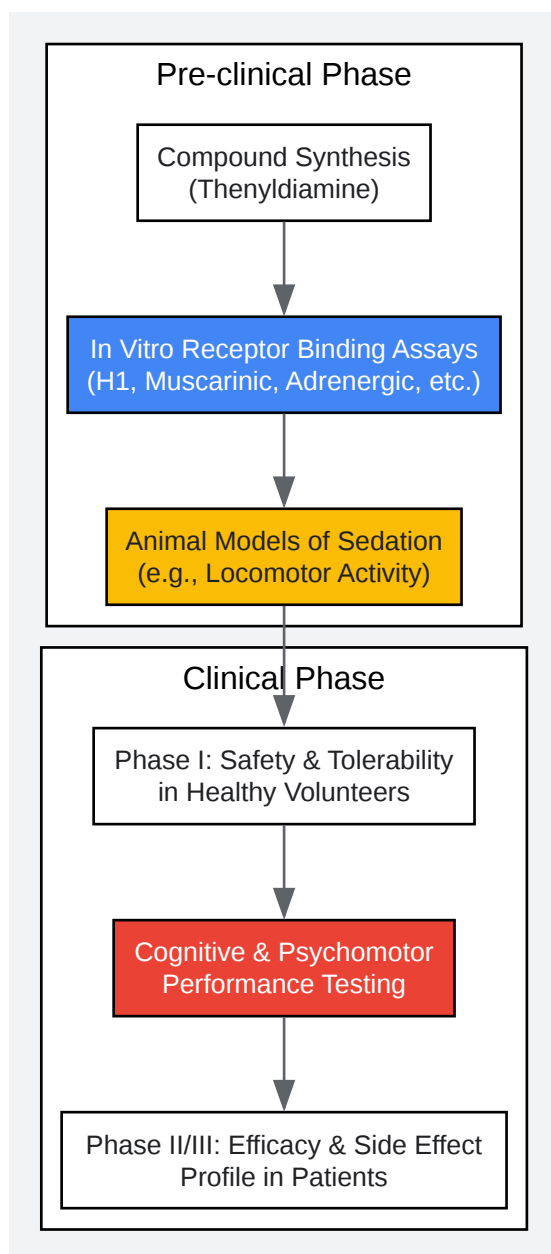 Pre-clinical Phase
Compound Synthesis
(Thenyldiamine)
In Vitro Receptor Binding Assays
(H1, Muscarinic, Adrenergic, etc.)
Animal Models of Sedation
(e.g., Locomotor Activity)
Clinical Phase
Phase I: Safety & Tolerability
in Healthy Volunteers
Cognitive & Psychomotor
Performance Testing
Phase II/III: Efficacy & Side Effect
Profile in Patients